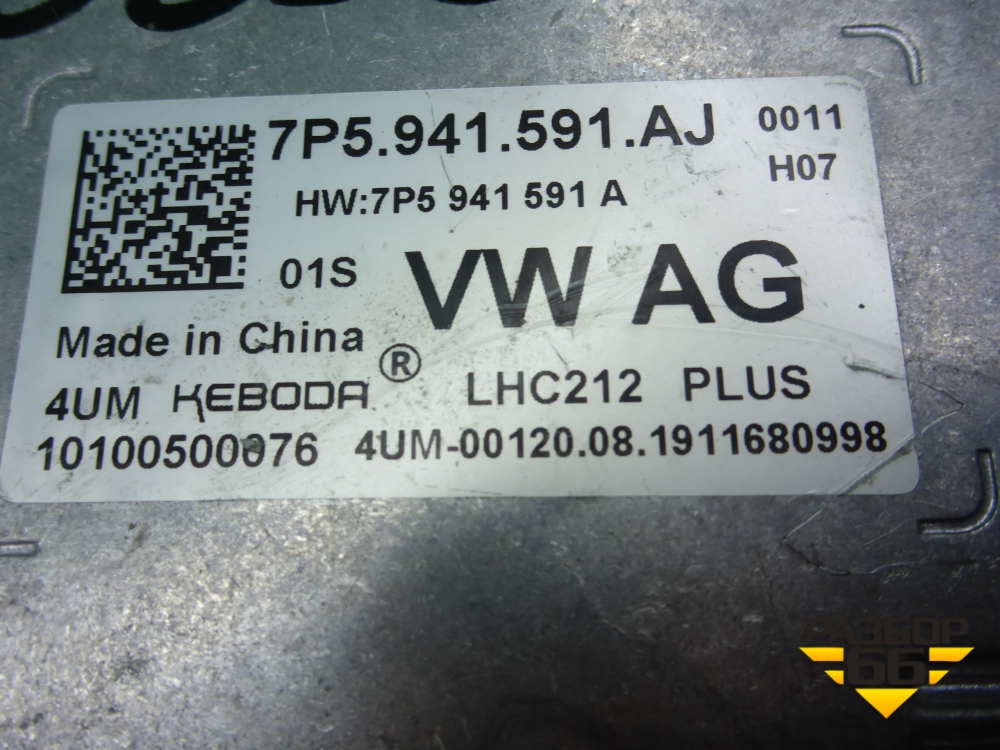 7P5.941.591.AJ 0011
H07
HW:7P5 941 591 A
01S VW AG
Made in China
4UM KEBODA ® LHC212 PLUS
10100500076 4UM-00120.08.1911680998
РАЗБОР
66